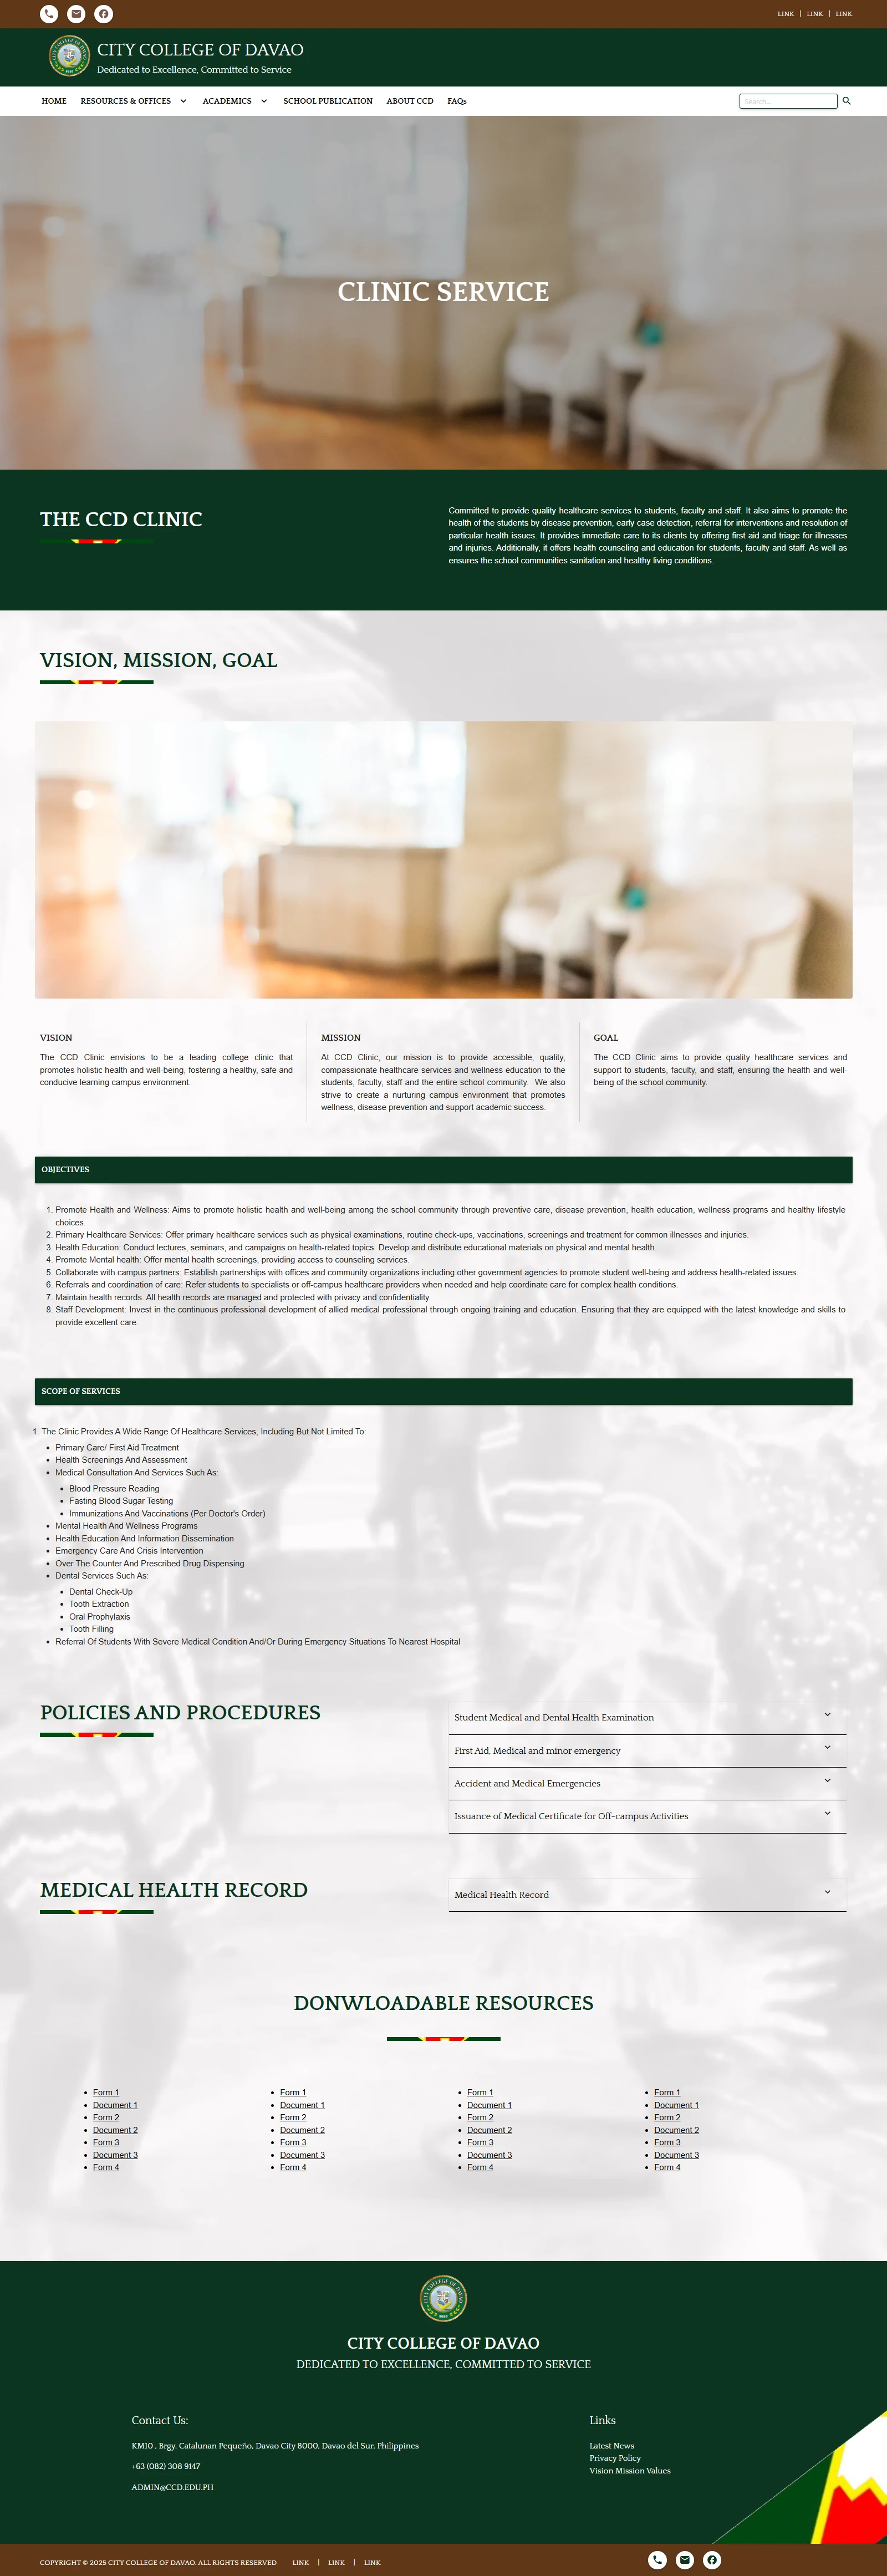 LINK | LINK | LINK
CITY COLLEGE OF DAVAO
Dedicated to Excellence, Committed to Service
HOME RESOURCES & OFFICES ACADEMICS SCHOOL PUBLICATION ABOUT CCD FAQs
Search...
CLINIC SERVICE
THE CCD CLINIC
Committed to provide quality healthcare services to students, faculty and staff. It also aims to promote the
health of the students by disease prevention, early case detection, referral for interventions and resolution of
particular health issues. It provides immediate care to its clients by offering first aid and triage for illnesses
and injuries. Additionally, it offers health counseling and education for students, faculty and staff. As well as
ensures the school communities sanitation and healthy living conditions.
VISION, MISSION, GOAL
VISION
The CCD Clinic envisions to be a leading college clinic that
promotes holistic health and well-being, fostering a healthy, safe and
conducive learning campus environment.
MISSION
At CCD Clinic, our mission is to provide accessible, quality,
compassionate healthcare services and wellness education to the
students, faculty, staff and the entire school community. We also
strive to create a nurturing campus environment that promotes
wellness, disease prevention and support academic success.
GOAL
The CCD Clinic aims to provide quality healthcare services and
support to students, faculty, and staff, ensuring the health and well-
being of the school community.
OBJECTIVES
1. Promote Health and Wellness: Aims to promote holistic health and well-being among the school community through preventive care, disease prevention, health education, wellness programs and healthy lifestyle
choices.
2. Primary Healthcare Services: Offer primary healthcare services such as physical examinations, routine check-ups, vaccinations, screenings and treatment for common illnesses and injuries.
3. Health Education: Conduct lectures, seminars, and campaigns on health-related topics. Develop and distribute educational materials on physical and mental health.
4. Promote Mental health: Offer mental health screenings, providing access to counseling services.
5. Collaborate with campus partners: Establish partnerships with offices and community organizations including other government agencies to promote student well-being and address health-related issues.
6. Referrals and coordination of care: Refer students to specialists or off-campus healthcare providers when needed and help coordinate care for complex health conditions.
7. Maintain health records. All health records are managed and protected with privacy and confidentiality.
8. Staff Development: Invest in the continuous professional development of allied medical professional through ongoing training and education. Ensuring that they are equipped with the latest knowledge and skills to
provide excellent care.
SCOPE OF SERVICES
1. The Clinic Provides A Wide Range Of Healthcare Services, Including But Not Limited To:
• Primary Care/ First Aid Treatment
• Health Screenings And Assessment
• Medical Consultation And Services Such As:
• Blood Pressure Reading
• Fasting Blood Sugar Testing
• Immunizations And Vaccinations (Per Doctor's Order)
• Mental Health And Wellness Programs
• Health Education And Information Dissemination
• Emergency Care And Crisis Intervention
• Over The Counter And Prescribed Drug Dispensing
• Dental Services Such As:
• Dental Check-Up
• Tooth Extraction
• Oral Prophylaxis
• Tooth Filling
• Referral Of Students With Severe Medical Condition And/Or During Emergency Situations To Nearest Hospital
POLICIES AND PROCEDURES
Student Medical and Dental Health Examination
First Aid, Medical and minor emergency
Accident and Medical Emergencies
Issuance of Medical Certificate for Off-campus Activities
MEDICAL HEALTH RECORD
Medical Health Record
DONWLOADABLE RESOURCES
• Form 1
• Document 1
• Form 2
• Document 2
• Form 3
• Document 3
• Form 4
• Form 1
• Document 1
• Form 2
• Document 2
• Form 3
• Document 3
• Form 4
• Form 1
• Document 1
• Form 2
• Document 2
• Form 3
• Document 3
• Form 4
• Form 1
• Document 1
• Form 2
• Document 2
• Form 3
• Document 3
• Form 4
CITY COLLEGE OF DAVAO
DEDICATED TO EXCELLENCE, COMMITTED TO SERVICE
Contact Us:
KM10 , Brgy. Catalunan Pequeño, Davao City 8000, Davao del Sur, Philippines
+63 (082) 308 9147
ADMIN@CCD.EDU.PH
Links
Latest News
Privacy Policy
Vision Mission Values
COPYRIGHT © 2025 CITY COLLEGE OF DAVAO. ALL RIGHTS RESERVED LINK | LINK | LINK